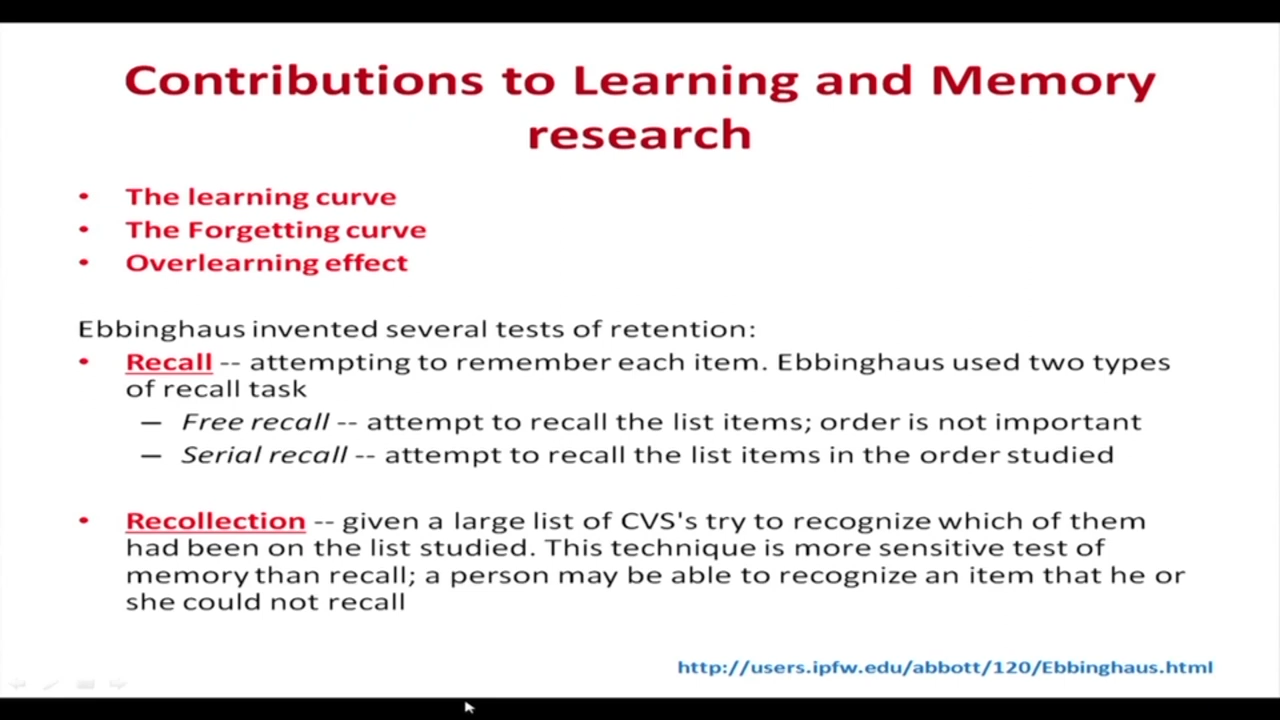 Contributions to Learning and Memory
research
• The learning curve
• The Forgetting curve
• Overlearning effect
Ebbinghaus invented several tests of retention:
• Recall -- attempting to remember each item. Ebbinghaus used two types
of recall task
– Free recall -- attempt to recall the list items; order is not important
– Serial recall -- attempt to recall the list items in the order studied
• Recollection -- given a large list of CVS's try to recognize which of them
had been on the list studied. This technique is more sensitive test of
memory than recall; a person may be able to recognize an item that he or
she could not recall
http://users.ipfw.edu/abbott/120/Ebbinghaus.html